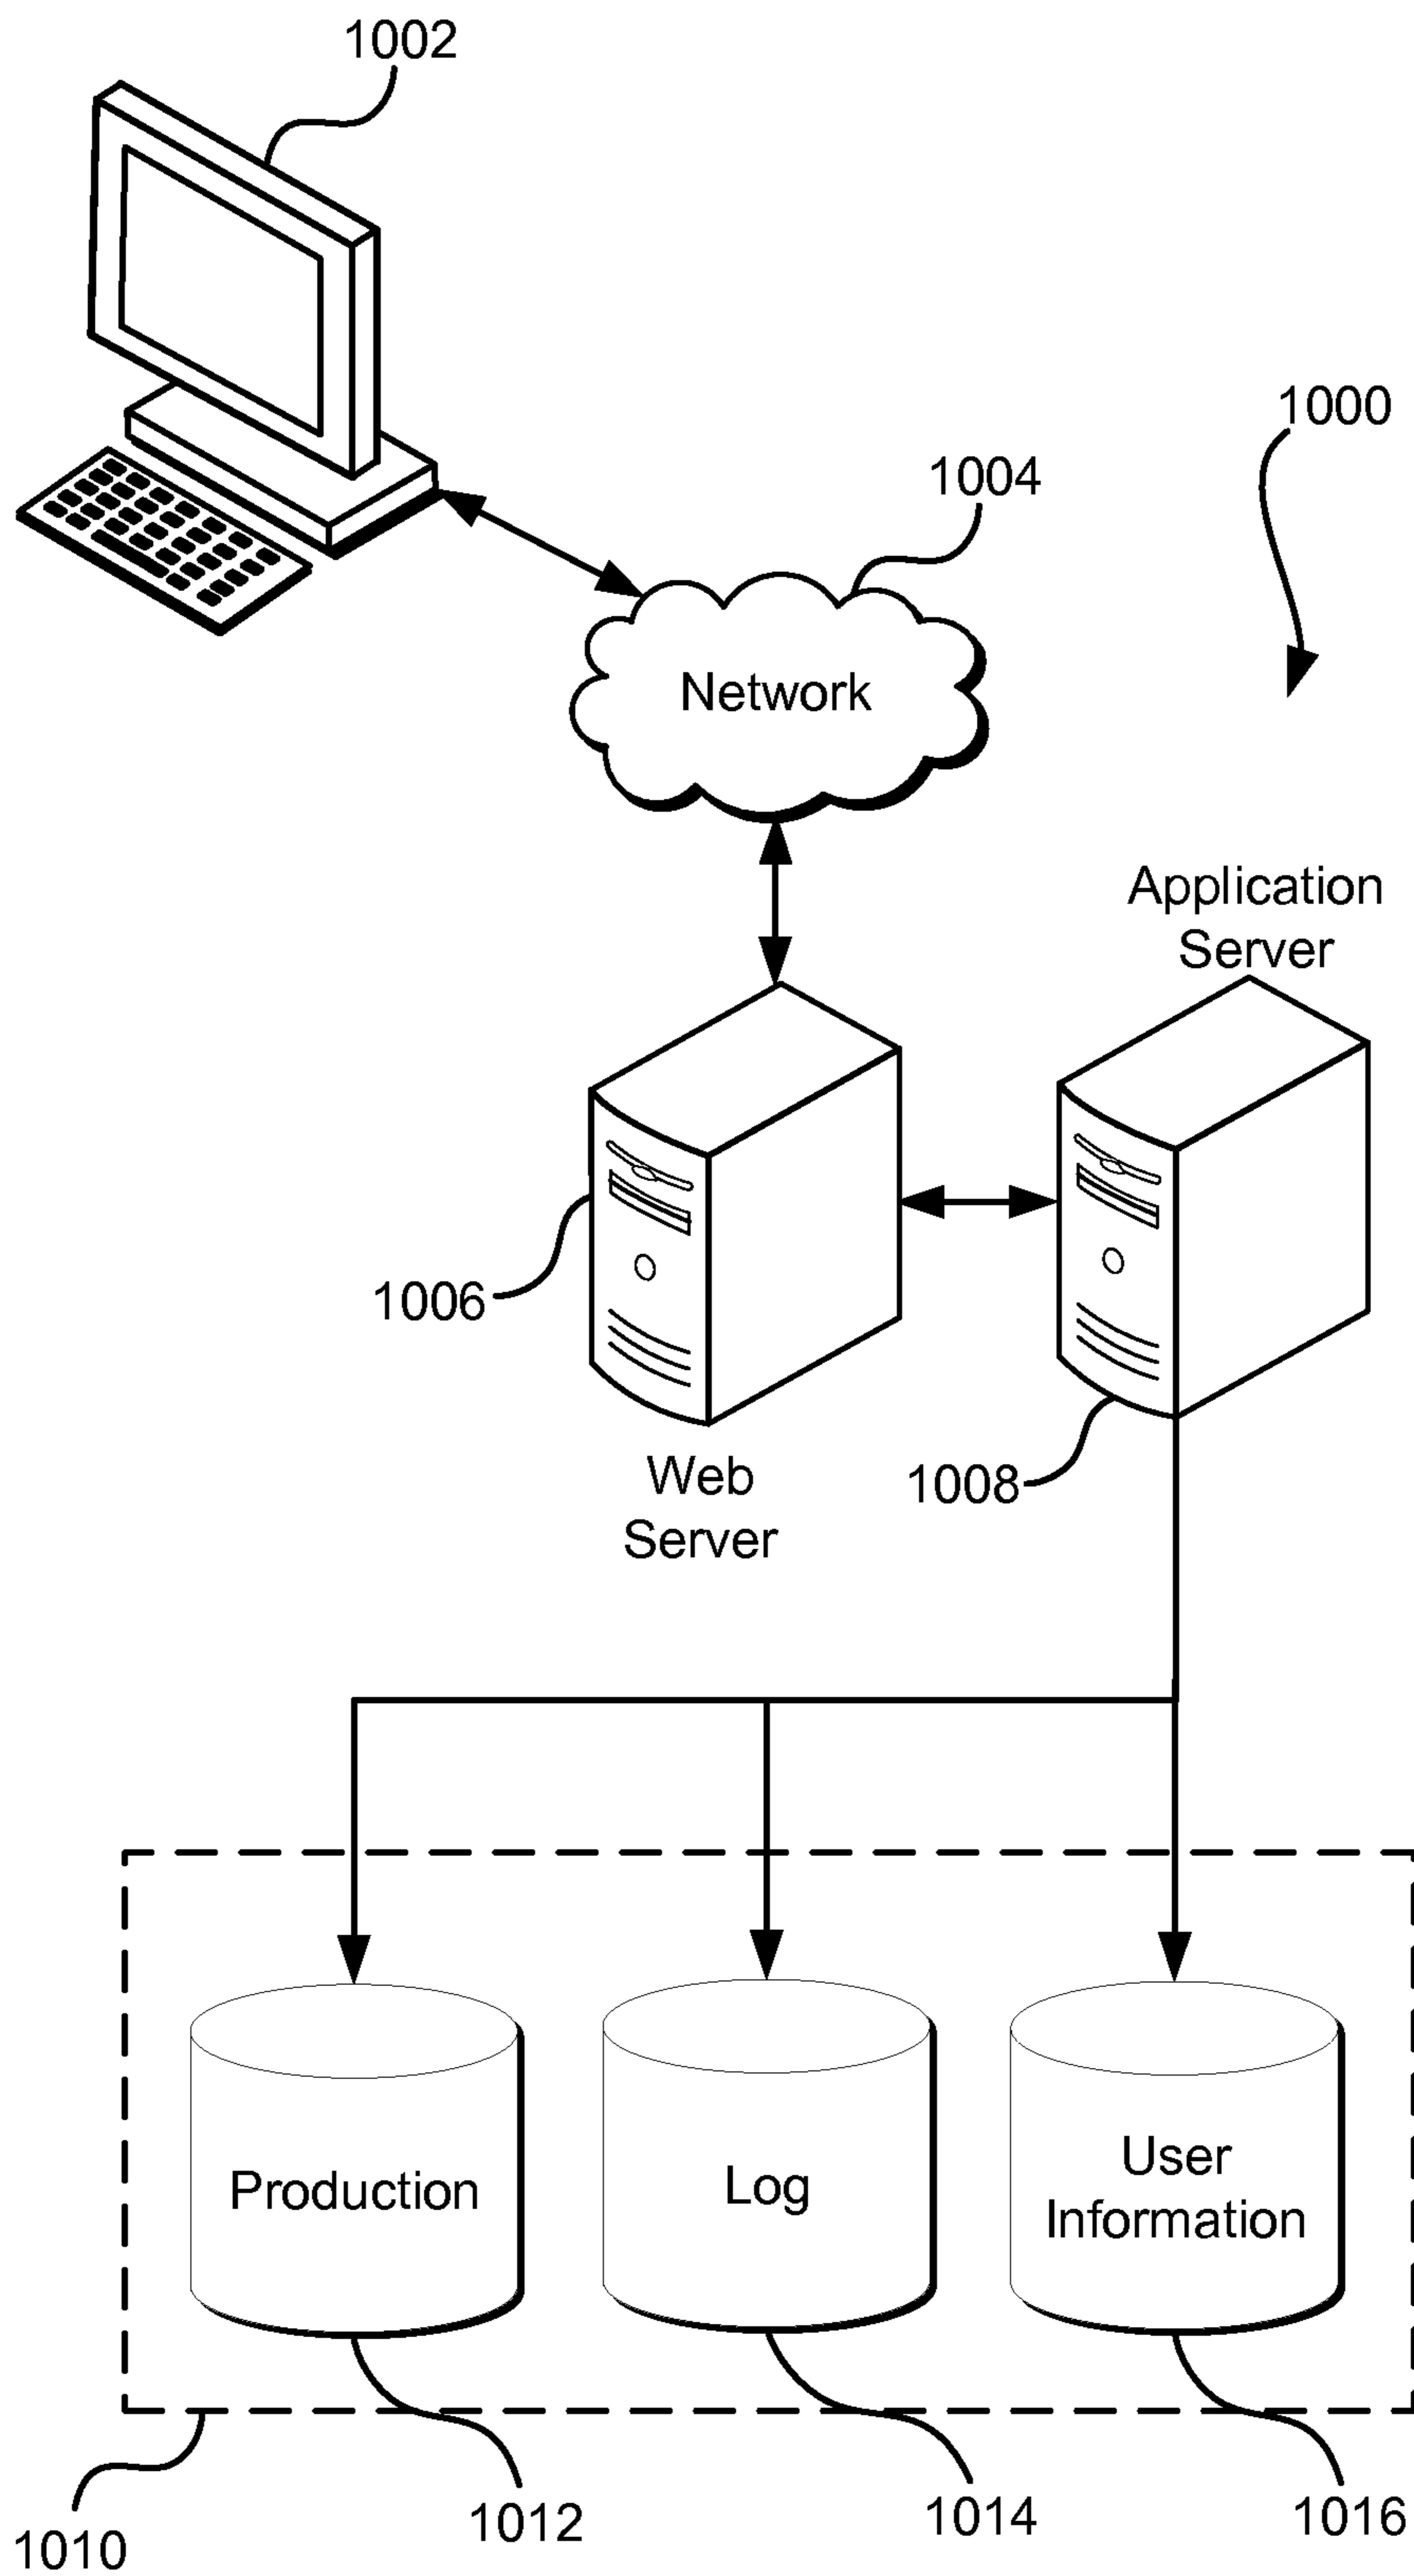 1002
1000
1004
Network
Application
Server
1006
Web
Server
1008
Production
Log
User
Information
1010
1012
1014
1016